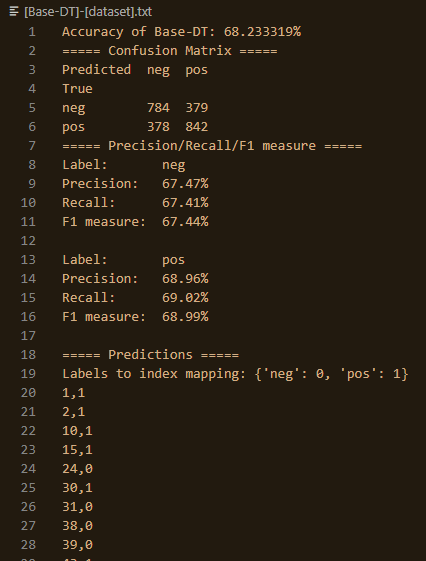 [Base-DT]-[dataset].txt
1 Accuracy of Base-DT: 68.233319%
2 ===== Confusion Matrix =====
3 Predicted  neg  pos
4 True
5 neg        784  379
6 pos        378  842
7 ===== Precision/Recall/F1 measure =====
8 Label:       neg
9 Precision:   67.47%
10 Recall:      67.41%
11 F1 measure:  67.44%
12
13 Label:       pos
14 Precision:   68.96%
15 Recall:      69.02%
16 F1 measure:  68.99%
17
18 ===== Predictions =====
19 Labels to index mapping: {'neg': 0, 'pos': 1}
20 1,1
21 2,1
22 10,1
23 15,1
24 24,0
25 30,1
26 31,0
27 38,0
28 39,0